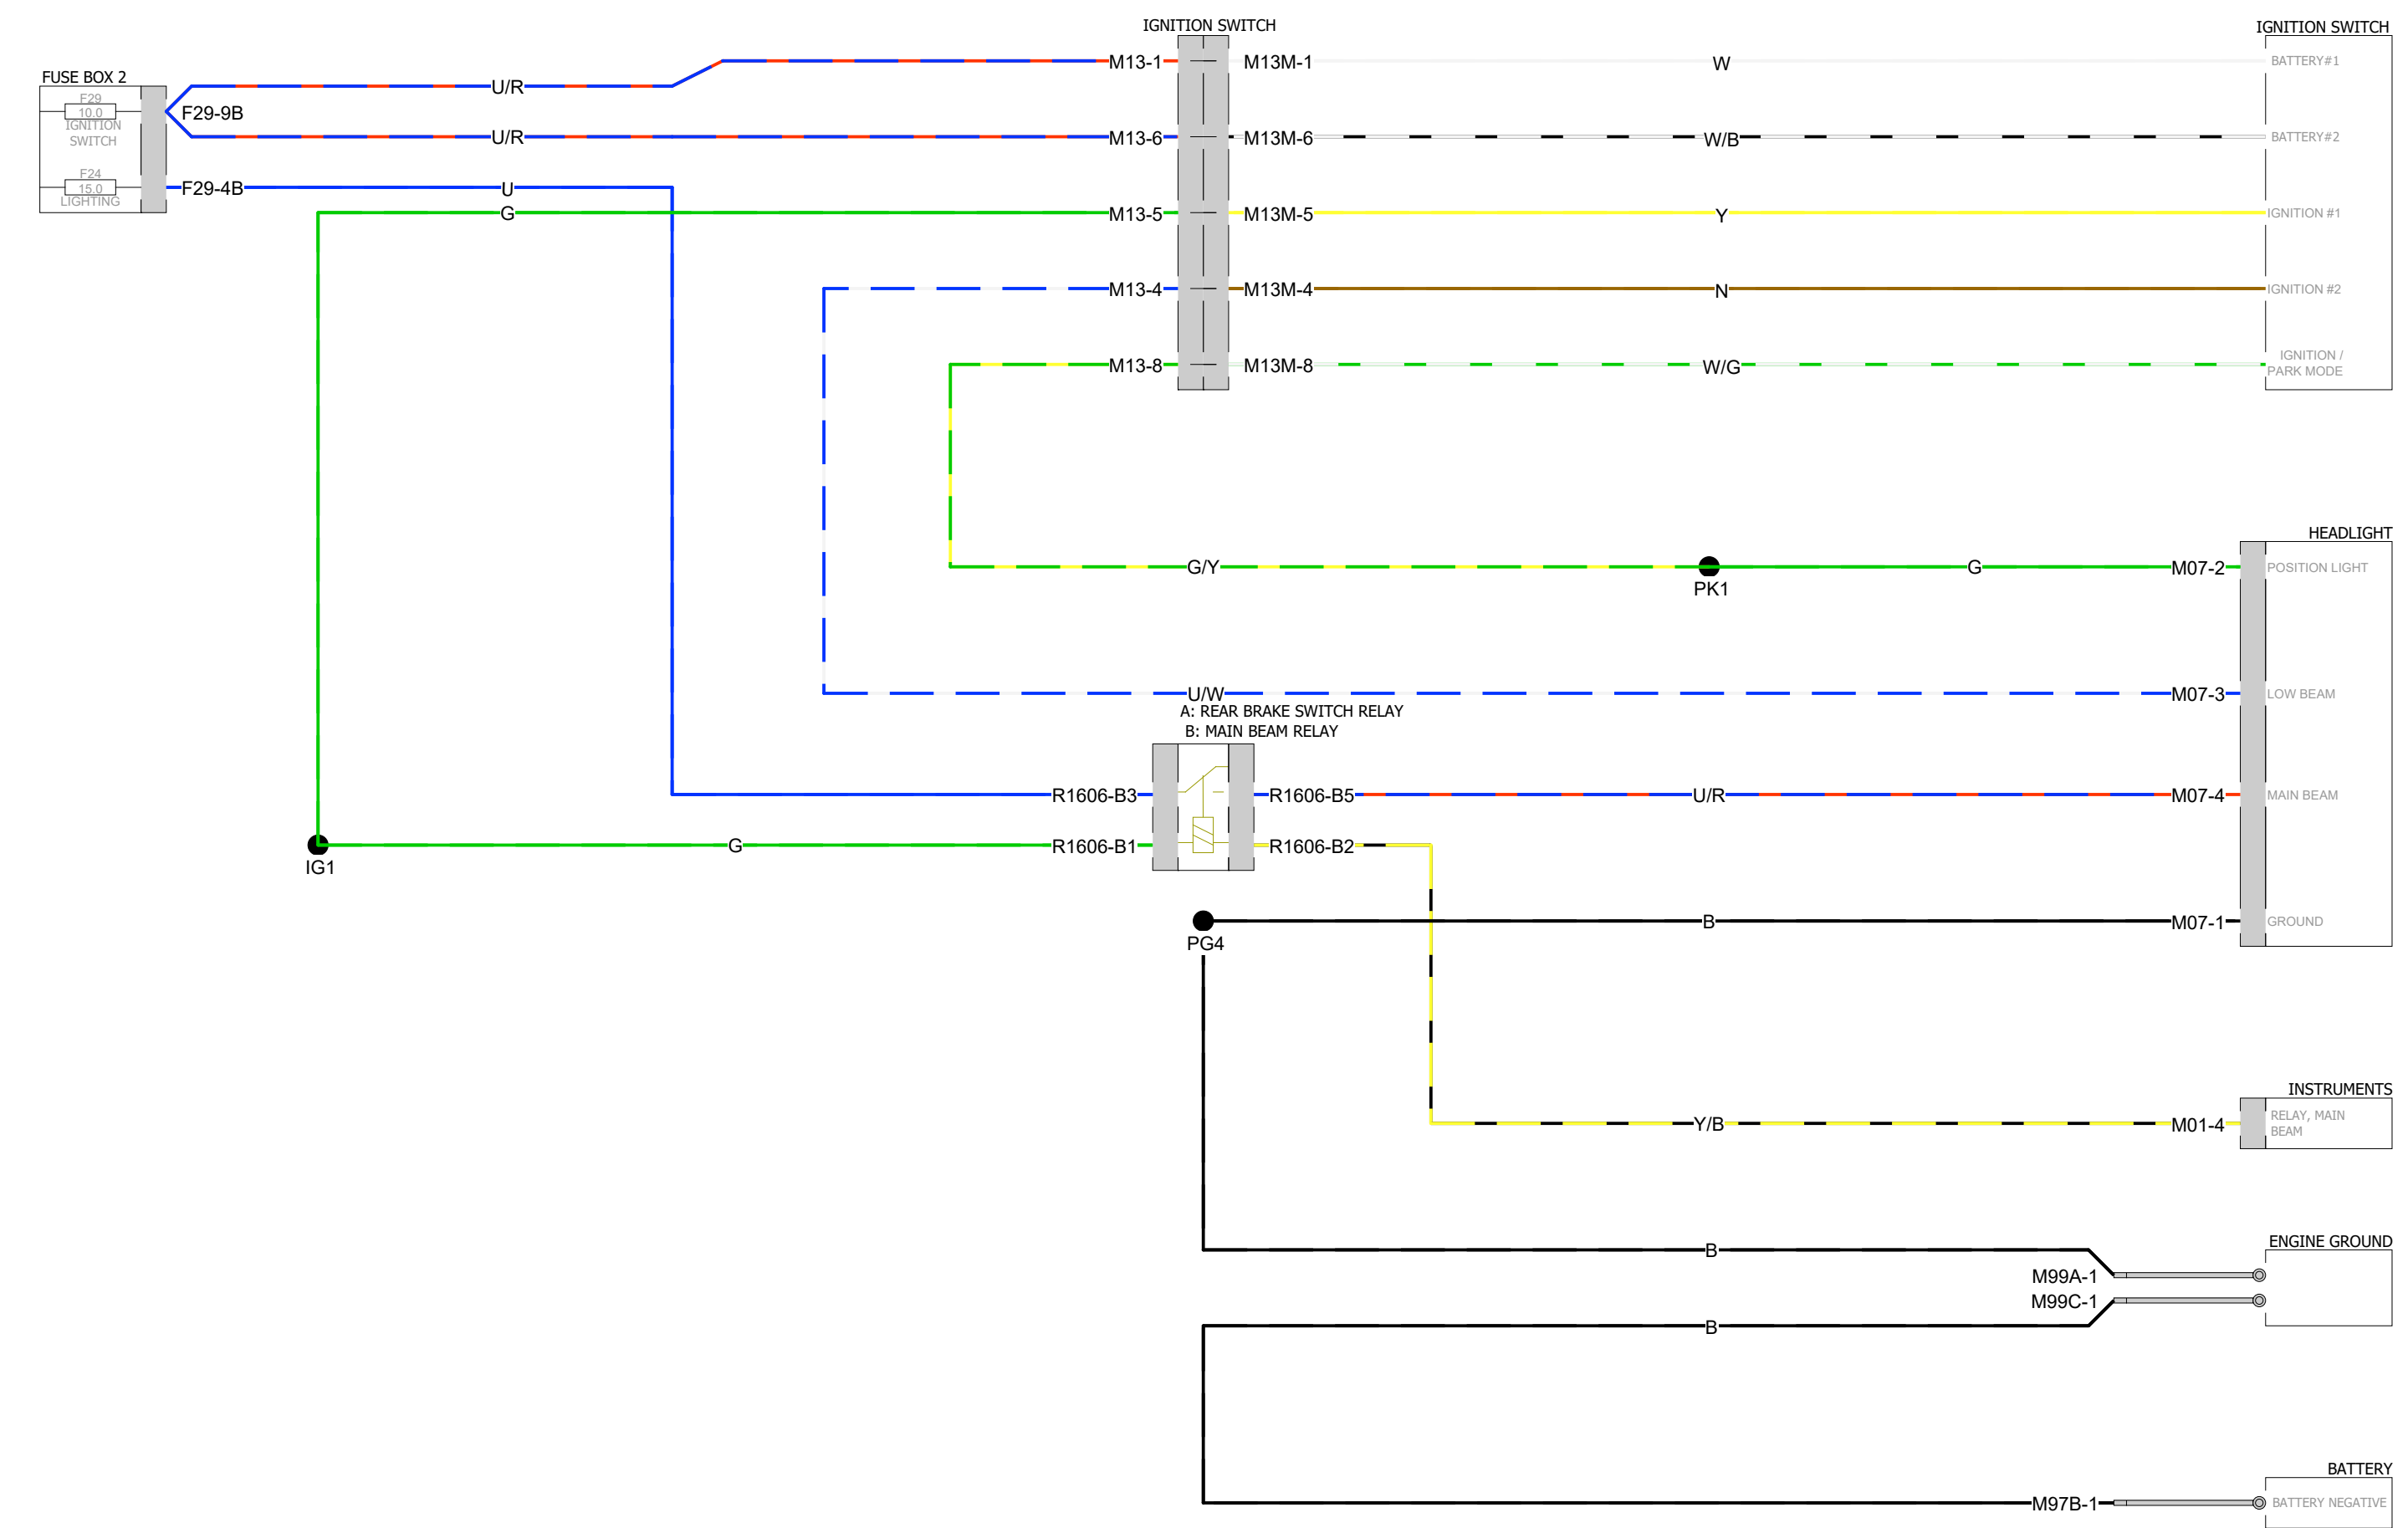 IGNITION SWITCH
IGNITION SWITCH
FUSE BOX 2
F29
10.0
IGNITION
SWITCH
F24
15.0
LIGHTING
F29-9B
F29-4B
U/R
U/R
U
G
M13-1
M13-6
M13-5
M13-4
M13-8
M13M-1
M13M-6
M13M-5
M13M-4
M13M-8
W
W/B
Y
N
W/G
BATTERY#1
BATTERY#2
IGNITION #1
IGNITION #2
IGNITION /
PARK MODE
HEADLIGHT
G/Y
PK1
G
M07-2
POSITION LIGHT
U/W
M07-3
LOW BEAM
A: REAR BRAKE SWITCH RELAY
B: MAIN BEAM RELAY
R1606-B3
R1606-B5
U/R
M07-4
MAIN BEAM
IG1
G
R1606-B1
R1606-B2
PG4
B
M07-1
GROUND
INSTRUMENTS
Y/B
M01-4
RELAY, MAIN
BEAM
ENGINE GROUND
B
M99A-1
M99C-1
B
BATTERY
M97B-1
BATTERY NEGATIVE